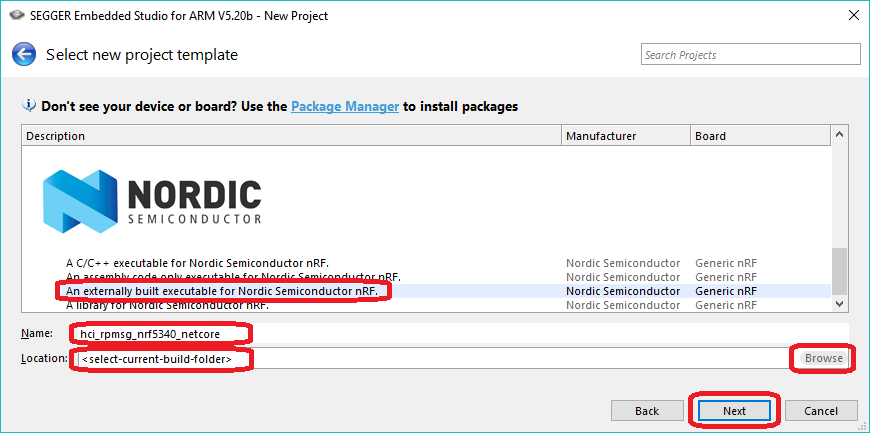 SEGGER Embedded Studio for ARM V5.20b - New Project
Select new project template
Search Projects
Don't see your device or board? Use the Package Manager to install packages
Description Manufacturer Board
NORDIC
SEMICONDUCTOR
A C/C++ executable for Nordic Semiconductor nRF. Nordic Semiconductor Generic nRF
An assembly code only executable for Nordic Semiconductor nRF. Nordic Semiconductor Generic nRF
An externally built executable for Nordic Semiconductor nRF. Nordic Semiconductor Generic nRF
A library for Nordic Semiconductor nRF. Nordic Semiconductor Generic nRF
Name: hci_rpmsg_nrf5340_netcore
Location: <select-current-build-folder> Browse
Back Next Cancel